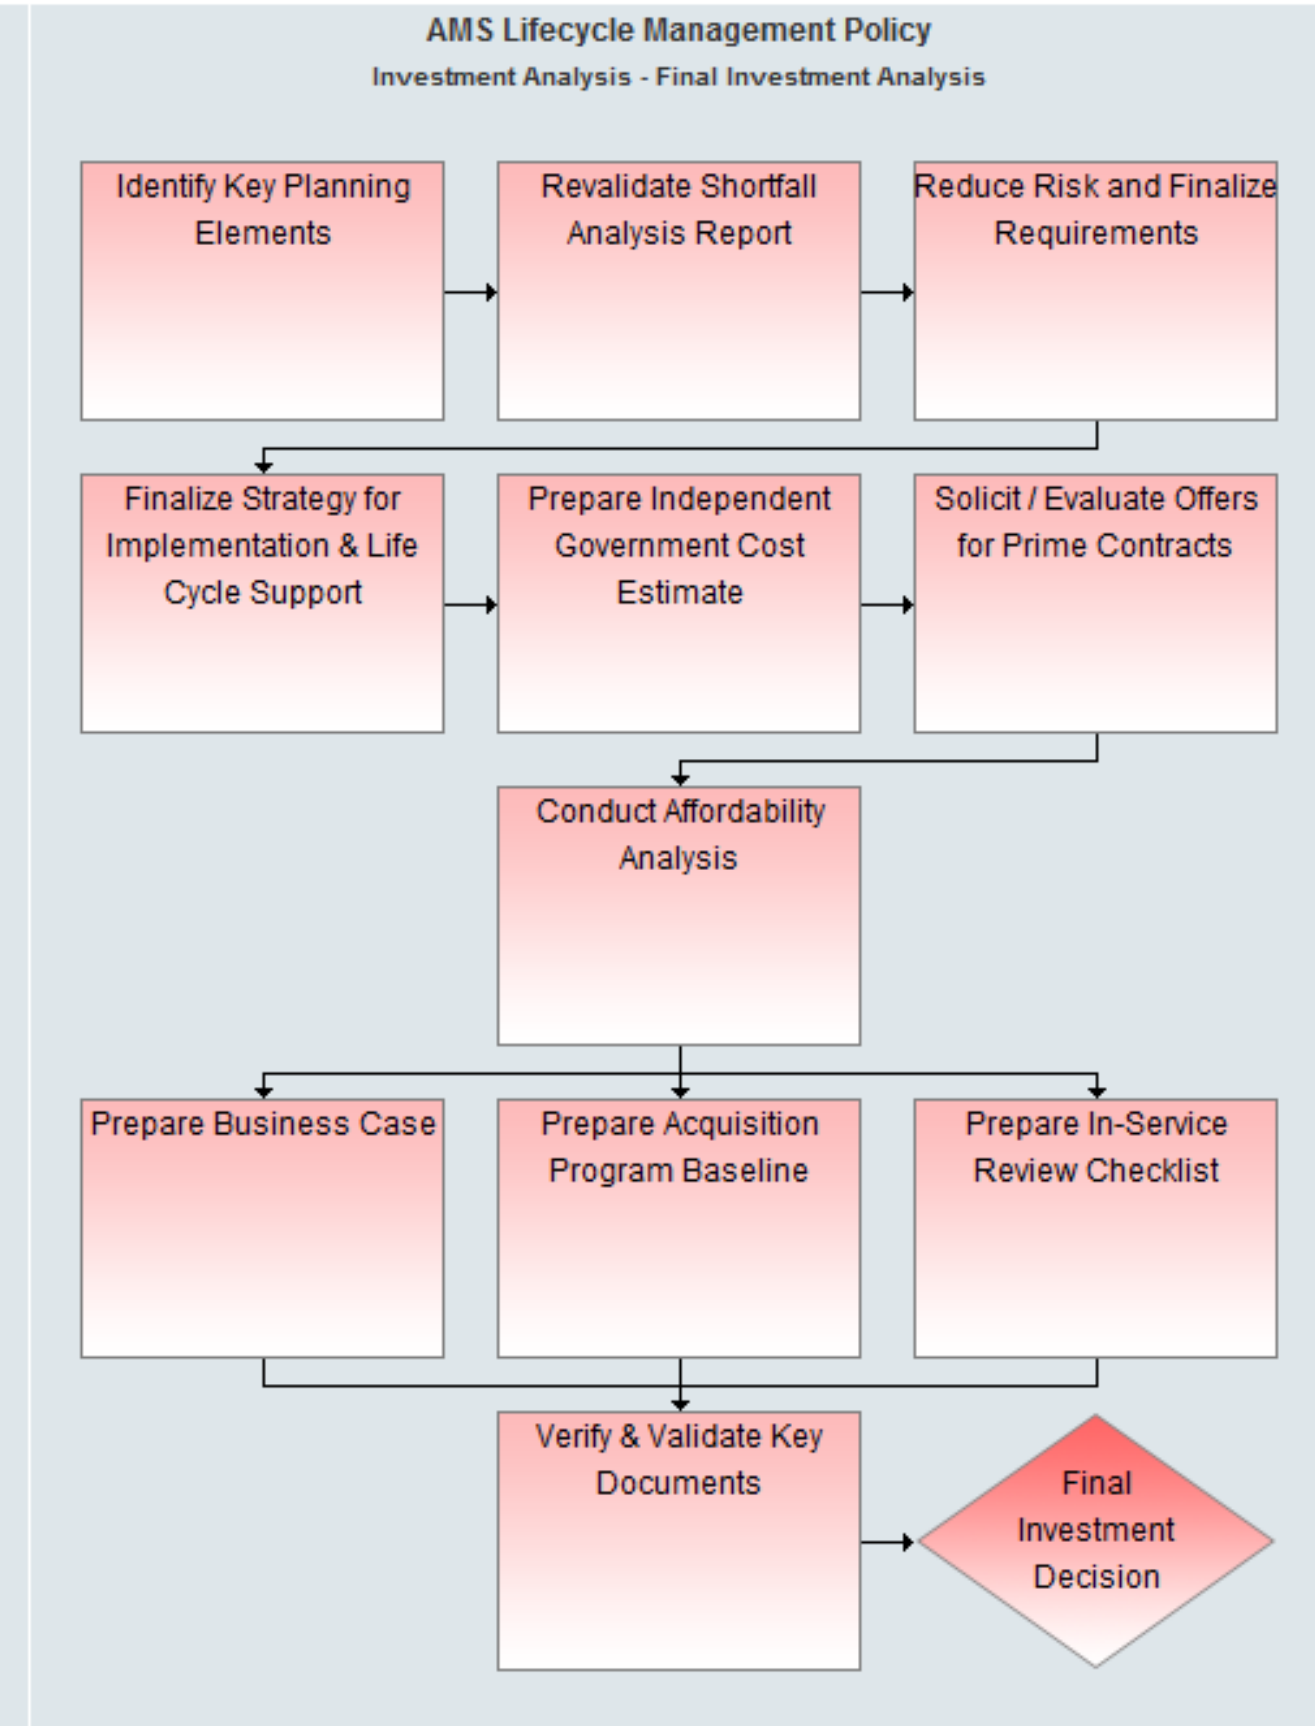 AMS Lifecycle Management Policy
Investment Analysis - Final Investment Analysis
Identify Key Planning
Elements
Revalidate Shortfall
Analysis Report
Reduce Risk and Finalize
Requirements
Finalize Strategy for
Implementation & Life
Cycle Support
Prepare Independent
Government Cost
Estimate
Solicit / Evaluate Offers
for Prime Contracts
Conduct Affordability
Analysis
Prepare Business Case
Prepare Acquisition
Program Baseline
Prepare In-Service
Review Checklist
Verify & Validate Key
Documents
Final
Investment
Decision